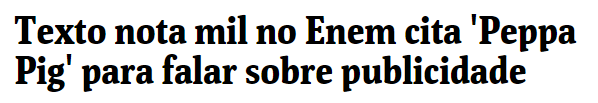 Texto nota mil no Enem cita 'Peppa
Pig' para falar sobre publicidade